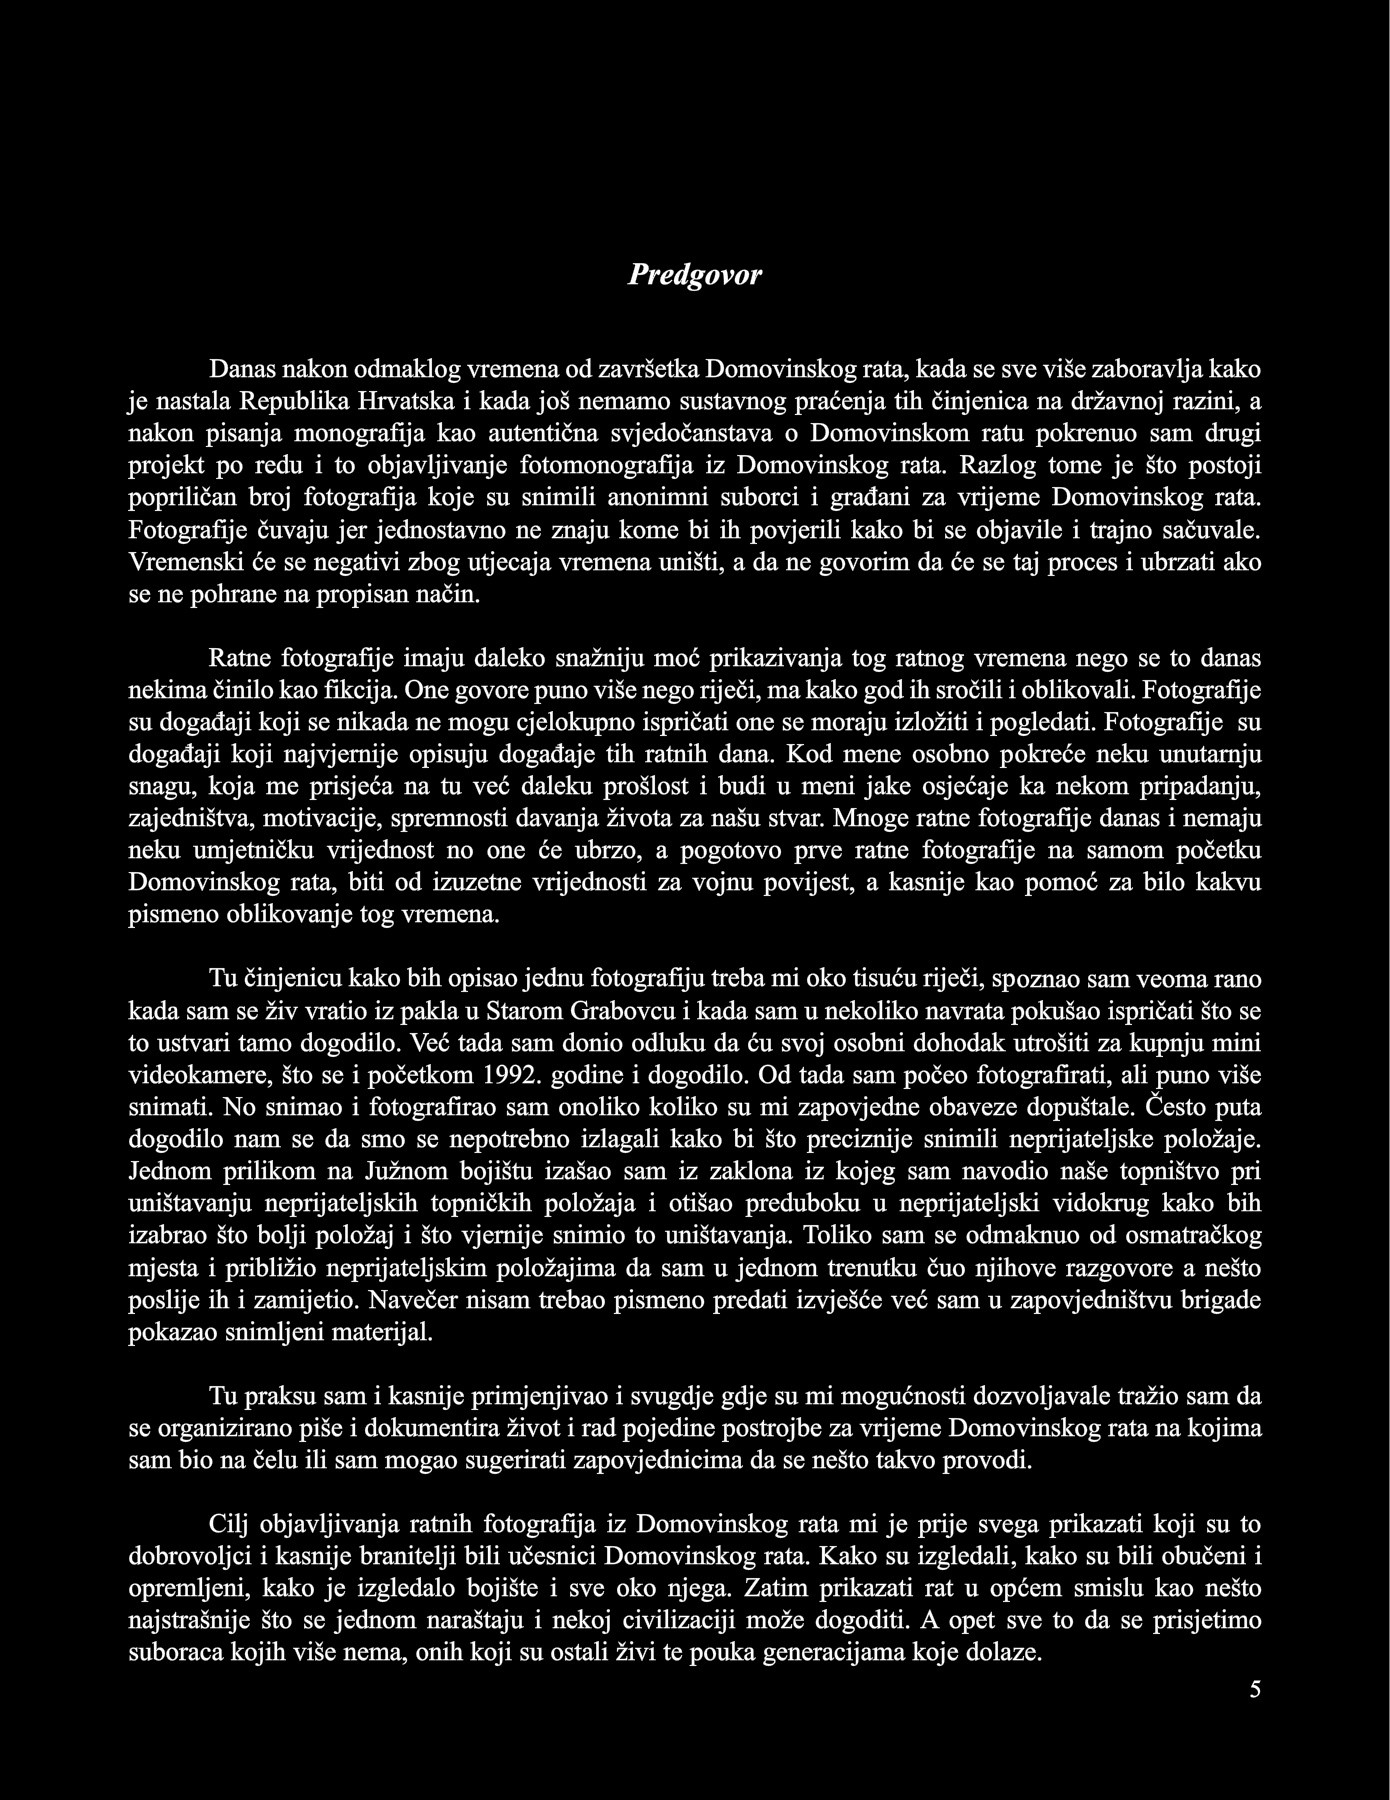 Predgovor
Danas nakon odmaklog vremena od završetka Domovinskog rata, kada se sve više zaboravlja kako
je nastala Republika Hrvatska i kada još nemamo sustavnog praćenja tih činjenica na državnoj razini, a
nakon pisanja monografija kao autentična svjedočanstava o Domovinskom ratu pokrenuo sam drugi
projekt po redu i to objavljivanje fotomonografija iz Domovinskog rata. Razlog tome je što postoji
popriličan broj fotografija koje su snimili anonimni suborci i građani za vrijeme Domovinskog rata.
Fotografije čuvaju jer jednostavno ne znaju kome bi ih povjerili kako bi se objavile i trajno sačuvale.
Vremenski će se negativi zbog utjecaja vremena uništi, a da ne govorim da će se taj proces i ubrzati ako
se ne pohrane na propisan način.
Ratne fotografije imaju daleko snažniju moć prikazivanja tog ratnog vremena nego se to danas
nekima činilo kao fikcija. One govore puno više nego riječi, ma kako god ih sročili i oblikovali. Fotografije
su događaji koji se nikada ne mogu cjelokupno ispričati one se moraju izložiti i pogledati. Fotografije su
događaji koji najvjernije opisuju događaje tih ratnih dana. Kod mene osobno pokreće neku unutarnju
snagu, koja me prisjeća na tu već daleku prošlost i budi u meni jake osjećaje ka nekom pripadanju,
zajedništva, motivacije, spremnosti davanja života za našu stvar. Mnoge ratne fotografije danas i nemaju
neku umjetničku vrijednost no one će ubrzo, a pogotovo prve ratne fotografije na samom početku
Domovinskog rata, biti od izuzetne vrijednosti za vojnu povijest, a kasnije kao pomoć za bilo kakvu
pismeno oblikovanje tog vremena.
Tu činjenicu kako bih opisao jednu fotografiju treba mi oko tisuću riječi, spoznao sam veoma rano
kada sam se živ vratio iz pakla u Starom Grabovcu i kada sam u nekoliko navrata pokušao ispričati što se
to ustvari tamo dogodilo. Već tada sam donio odluku da ću svoj osobni dohodak utrošiti za kupnju mini
videokamere, što se i početkom 1992. godine i dogodilo. Od tada sam počeo fotografirati, ali puno više
snimati. No snimao i fotografirao sam onoliko koliko su mi zapovjedne obaveze dopuštale. Često puta
dogodilo nam se da smo se nepotrebno izlagali kako bi što preciznije snimili neprijateljske položaje.
Jednom prilikom na Južnom bojištu izašao sam iz zaklona iz kojeg sam navodio naše topništvo pri
uništavanju neprijateljskih topničkih položaja i otišao preduboku u neprijateljski vidokrug kako bih
izabrao što bolji položaj i što vjernije snimio to uništavanja. Toliko sam se odmaknuo od osmatračkog
mjesta i približio neprijateljskim položajima da sam u jednom trenutku čuo njihove razgovore a nešto
poslije ih i zamijetio. Navečer nisam trebao pismeno predati izvješće već sam u zapovjedništvu brigade
pokazao snimljeni materijal.
Tu praksu sam i kasnije primjenjivao i svugdje gdje su mi mogućnosti dozvoljavale tražio sam da
se organizirano piše i dokumentira život i rad pojedine postrojbe za vrijeme Domovinskog rata na kojima
sam bio na čelu ili sam mogao sugerirati zapovjednicima da se nešto takvo provodi.
Cilj objavljivanja ratnih fotografija iz Domovinskog rata mi je prije svega prikazati koji su to
dobrovoljci i kasnije branitelji bili učesnici Domovinskog rata. Kako su izgledali, kako su bili obučeni i
opremljeni, kako je izgledalo bojište i sve oko njega. Zatim prikazati rat u općem smislu kao nešto
najstrašnije što se jednom naraštaju i nekoj civilizaciji može dogoditi. A opet sve to da se prisjetimo
suboraca kojih više nema, onih koji su ostali živi te pouka generacijama koje dolaze.
5